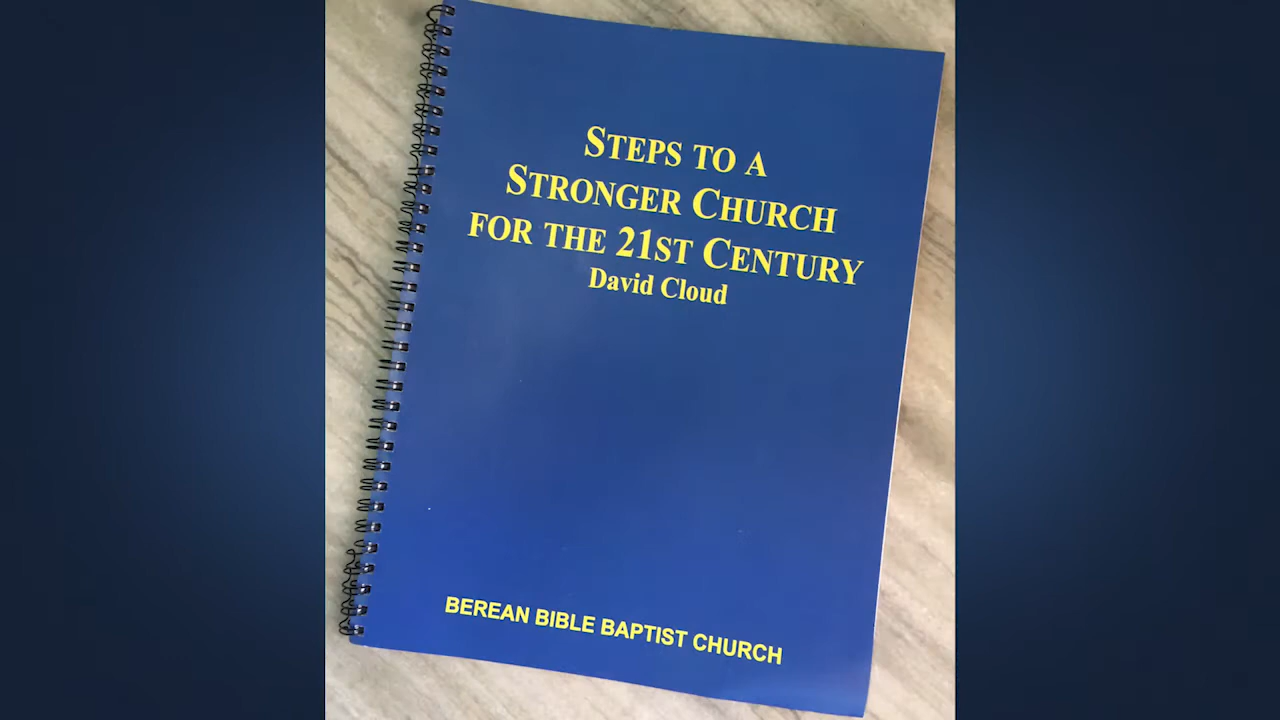 STEPS TO A
STRONGER CHURCH
FOR THE 21ST CENTURY
David Cloud
BEREAN BIBLE BAPTIST CHURCH